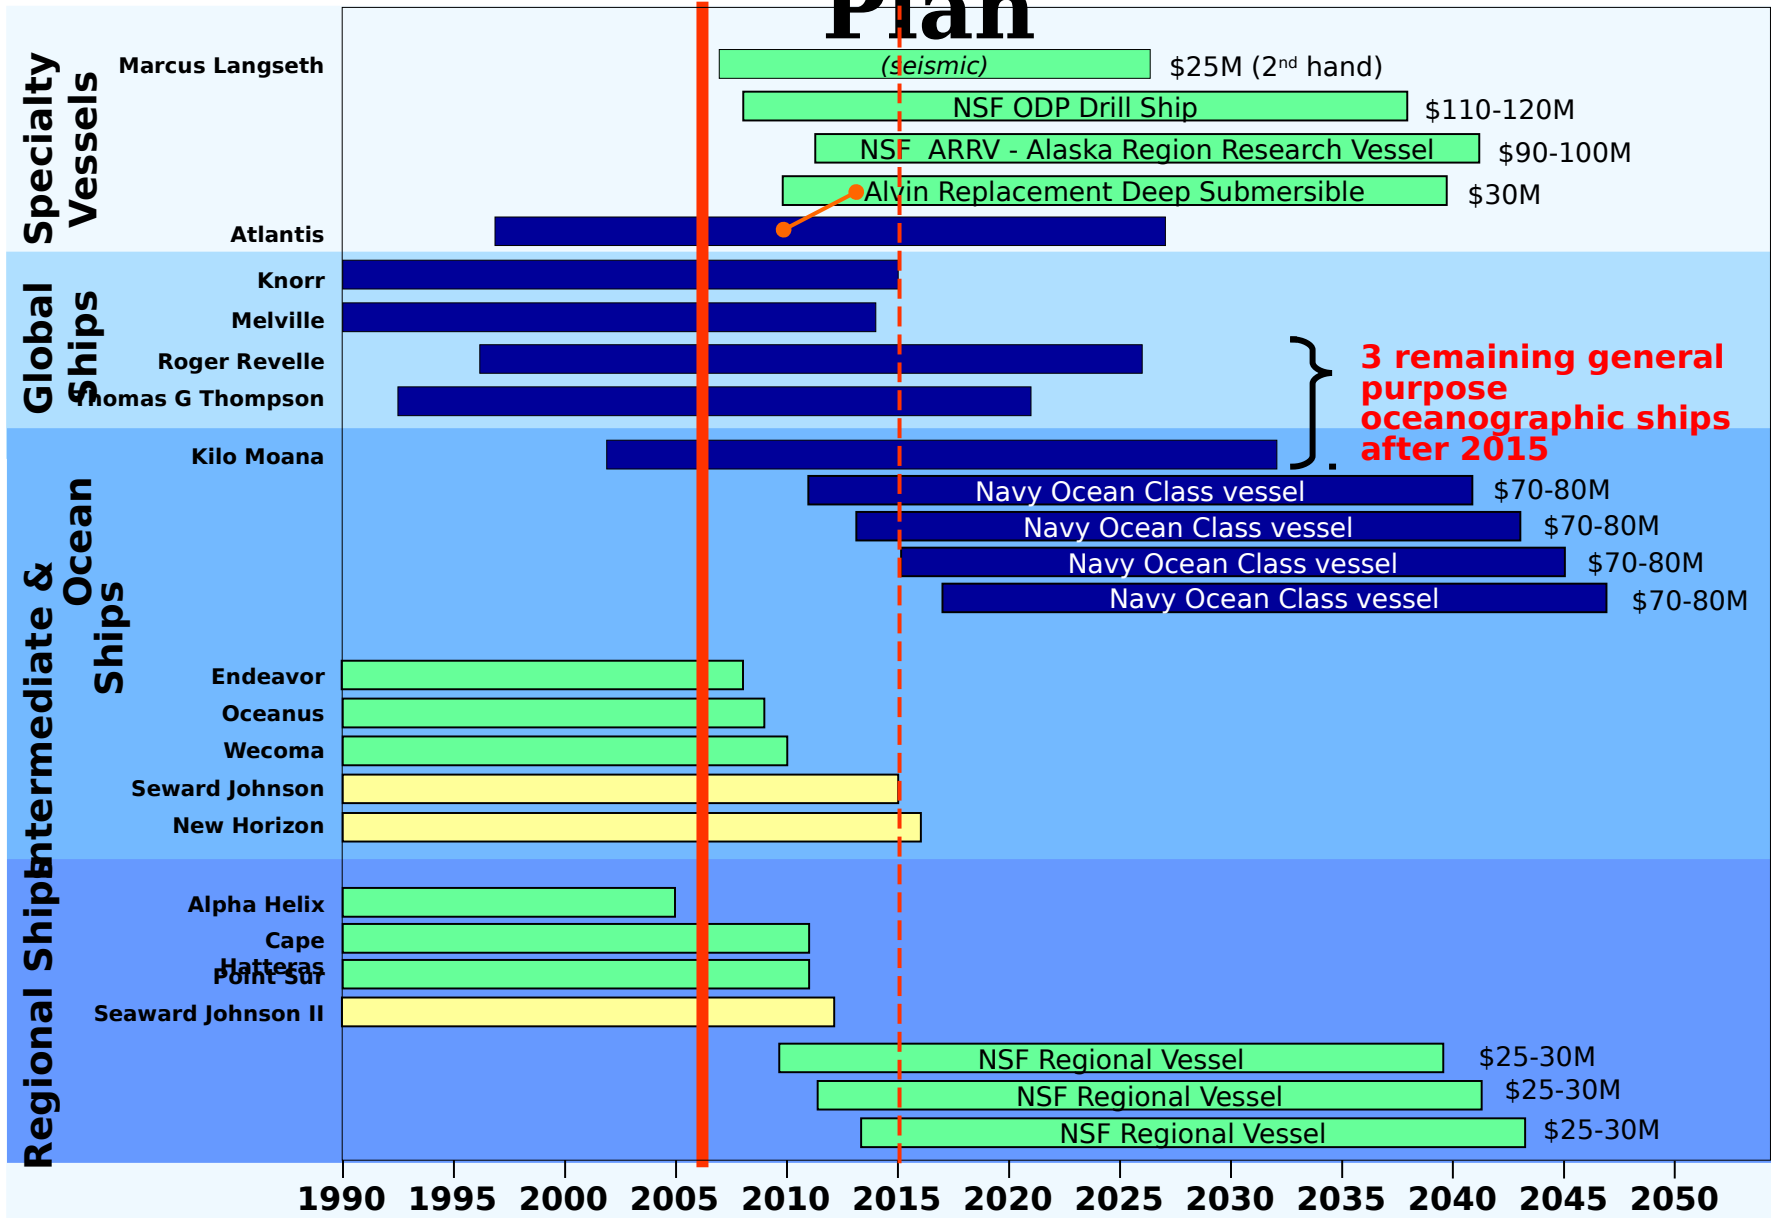 Plan
Specialty
Vessels
Marcus Langseth
(seismic)
$25M (2nd hand)
NSF ODP Drill Ship
$110-120M
NSF ARRV - Alaska Region Research Vessel
$90-100M
Alvin Replacement Deep Submersible
$30M
Atlantis
Global
Ships
Knorr
Melville
Roger Revelle
Thomas G Thompson
3 remaining general
purpose
oceanographic ships
after 2015
Intermediate &
Ocean
Ships
Kilo Moana
.
Navy Ocean Class vessel
$70-80M
Navy Ocean Class vessel
$70-80M
Navy Ocean Class vessel
$70-80M
Navy Ocean Class vessel
$70-80M
Endeavor
Oceanus
Wecoma
Seward Johnson
New Horizon
Regional Ships
Alpha Helix
Cape
Hatteras
Point Sur
Seaward Johnson II
NSF Regional Vessel
$25-30M
NSF Regional Vessel
$25-30M
NSF Regional Vessel
$25-30M
1990 1995 2000 2005 2010 2015 2020 2025 2030 2035 2040 2045 2050